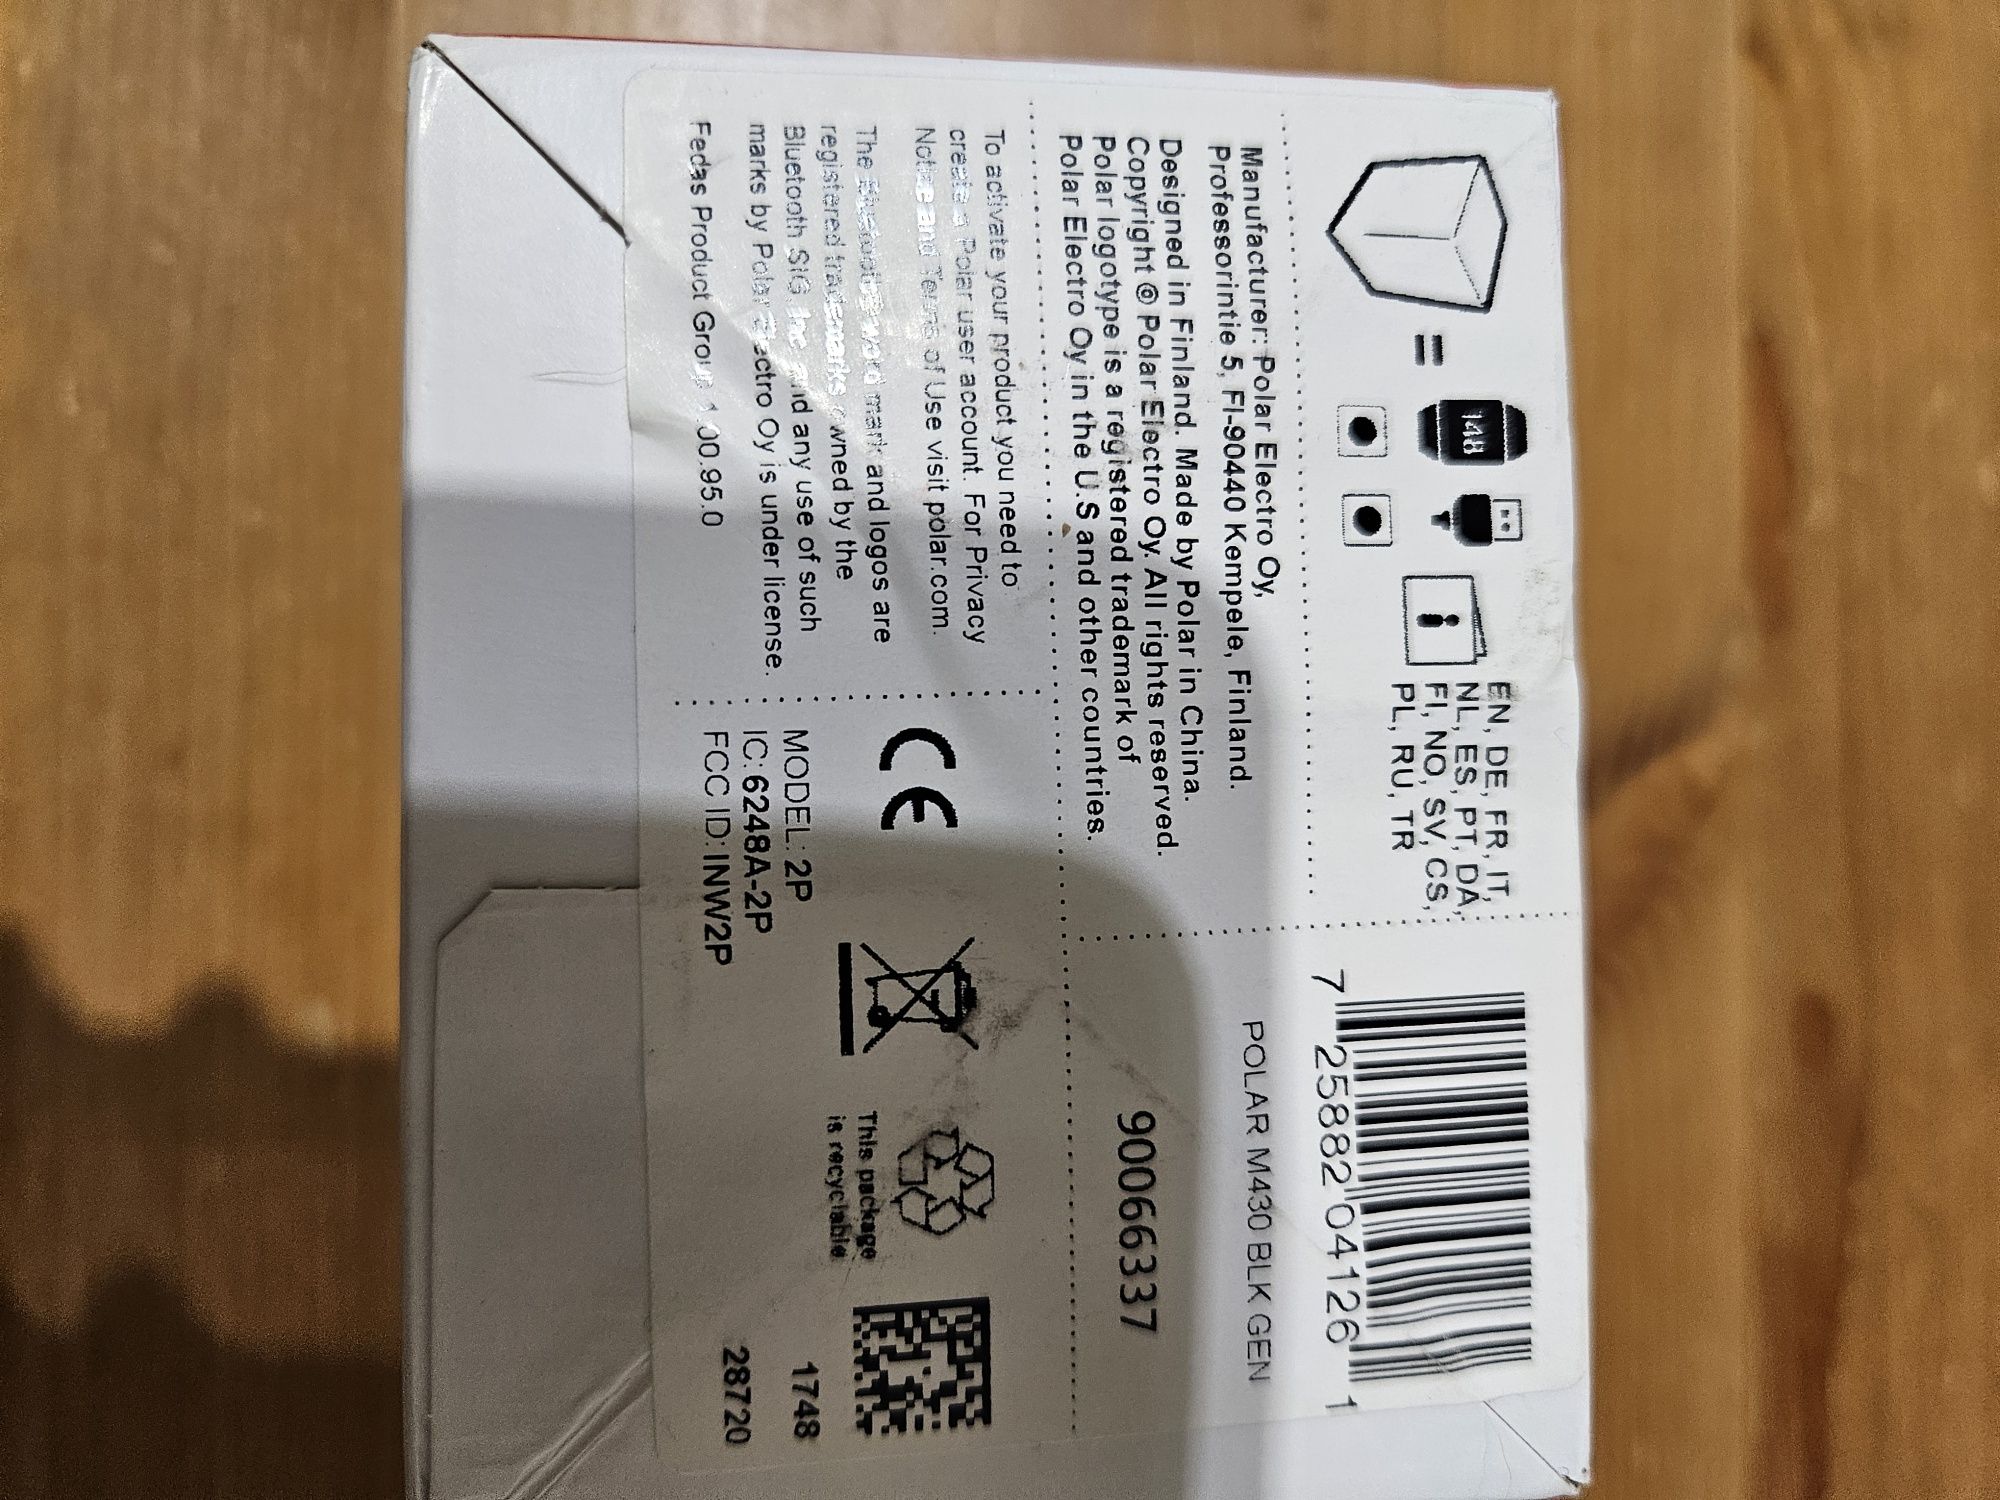 148
EN, DE, FR, IT,
NL, ES, PT, DA,
FI, NO, SV, CS,
PL, RU, TR
7 25882 04126 1
POLAR M430 BLK GEN
90066337
Manufacturer: Polar Electro Oy,
Professorintie 5, FI-90440 Kempele, Finland.
Designed in Finland. Made by Polar in China.
Copyright © Polar Electro Oy. All rights reserved.
Polar logotype is a registered trademark of
Polar Electro Oy in the U.S and other countries.
To activate your product you need to
create a Polar user account. For Privacy
Notice and Terms of Use visit polar.com.
The Bluetooth® word mark and logos are
registered trademarks owned by the
Bluetooth SIG, Inc. and any use of such
marks by Polar Electro Oy is under license.
Fedas Product Group 1.00.95.0
CE
MODEL: 2P
IC: 6248A-2P
FCC ID: INW2P
This package
is recyclable
1748
28720